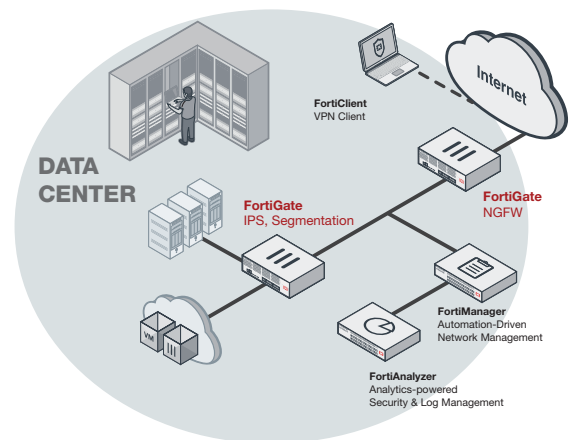 Internet
FortiClient
VPN Client
DATA
CENTER
FortiGate
IPS, Segmentation
FortiGate
NGFW
VM
FortiManager
Automation-Driven
Network Management
FortiAnalyzer
Analytics-powered
Security & Log Management